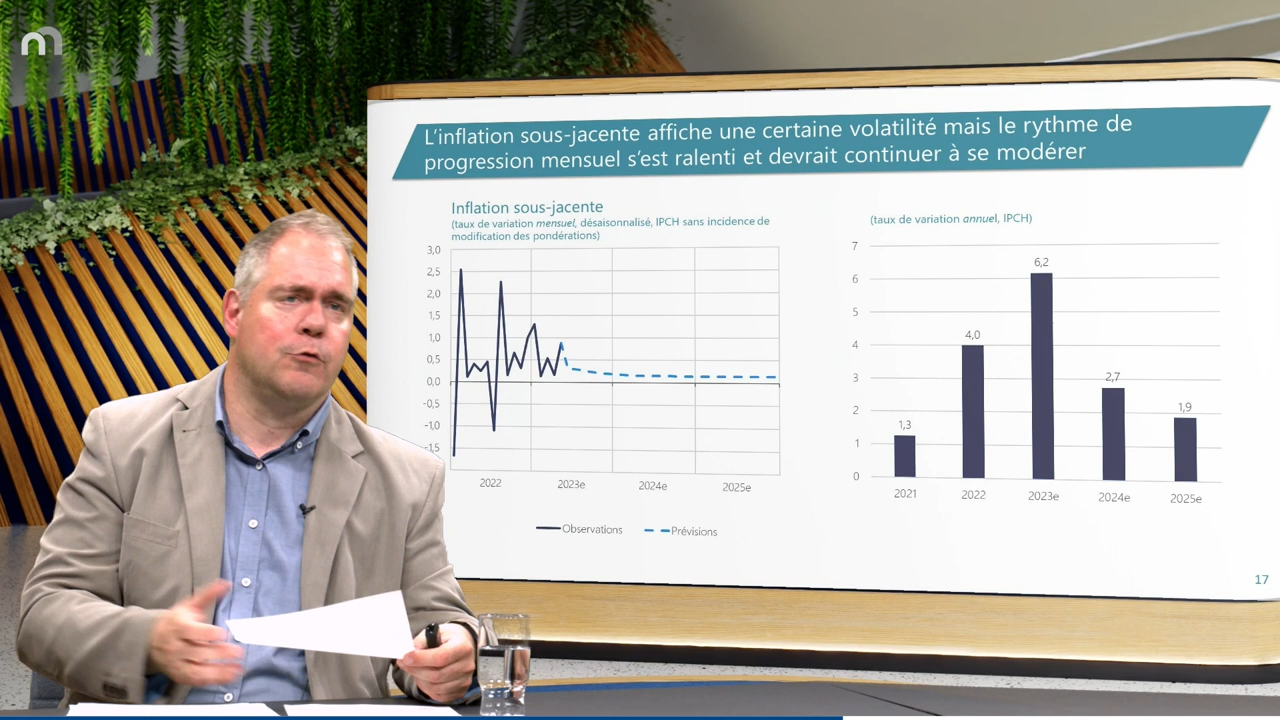 L'inflation sous-jacente affiche une certaine volatilité mais le rythme de
progression mensuel s'est ralenti et devrait continuer à se modérer
Inflation sous-jacente
(taux de variation mensuel, désaisonnalisé, IPCH sans incidence de
modification des pondérations)
3,0
2,5
2,0
1,5
1,0
0,5
0,0
-0,5
-1,0
-1,5
2022 2023e 2024e 2025e
Observations Prévisions
(taux de variation annuel, IPCH)
7
6
5
4
3
2
1
0
1,3 4,0 6,2 2,7 1,9
2021 2022 2023e 2024e 2025e
17